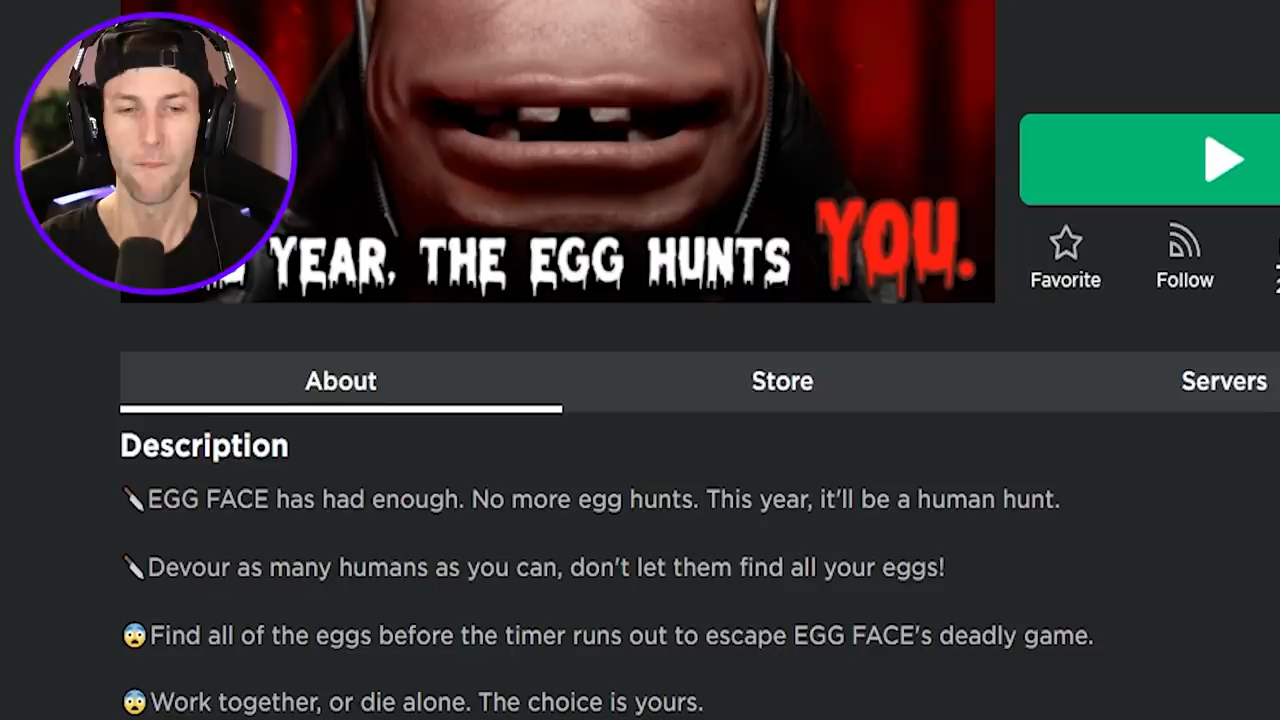 YEAR, THE EGG HUNTS YOU.
Favorite
Follow
About
Store
Servers
Description
🔪EGG FACE has had enough. No more egg hunts. This year, it'll be a human hunt.
🔪Devour as many humans as you can, don't let them find all your eggs!
😨Find all of the eggs before the timer runs out to escape EGG FACE's deadly game.
😨Work together, or die alone. The choice is yours.